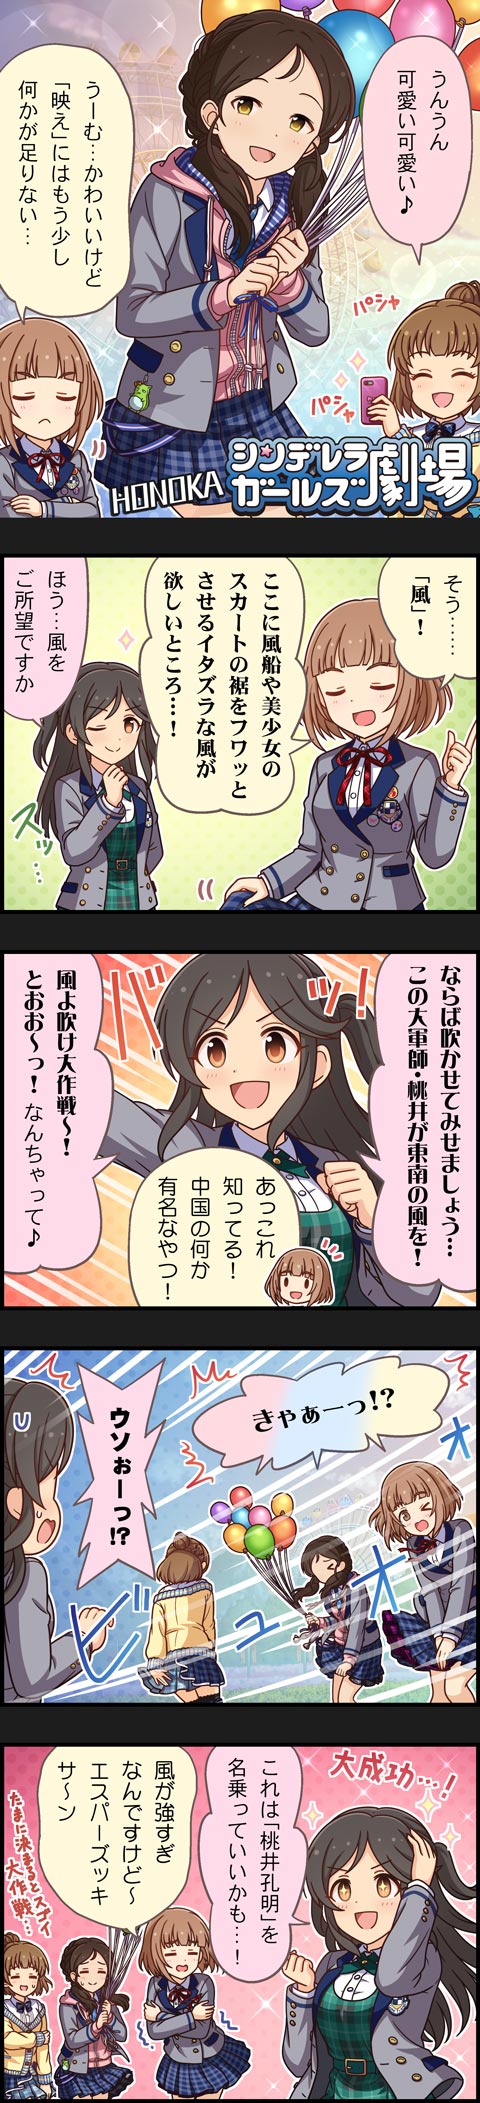 うんうん
可愛い可愛い♪
うーむ…かわいいけど
「映え」にはもう少し
何かが足りない…
パシャ
パシャ
HONOKA
シンデレラ
ガールズ劇場
そう……
「風」!
ここに風船や美少女の
スカートの裾をフワッと
させるイタズラな風が
欲しいところ…!
ほう…風を
ご所望ですか
スッ…
ならば吹かせてみせましょう…
この大軍師・桃井が東南の風を!
バッ!
風よ吹け大作戦〜!
とおお〜っ!なんちゃって♪
あっこれ
知ってる!
中国の何か
有名なやつ!
きゃあーっ!?
ウソぉーっ!?
ビュオオ
大成功…!
これは「桃井孔明」を
名乗っていいかも…!
風が強すぎ
なんですけど〜
エスパーズッキ
サ〜ン
たまに決まるとスゴイ
大作戦…